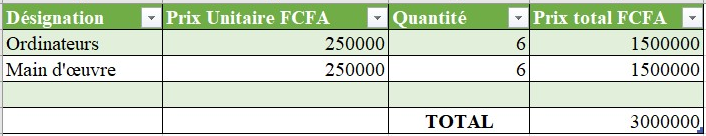 Désignation Prix Unitaire FCFA Quantité Prix total FCFA
Ordinateurs 250000 6 1500000
Main d'œuvre 250000 6 1500000
TOTAL 3000000